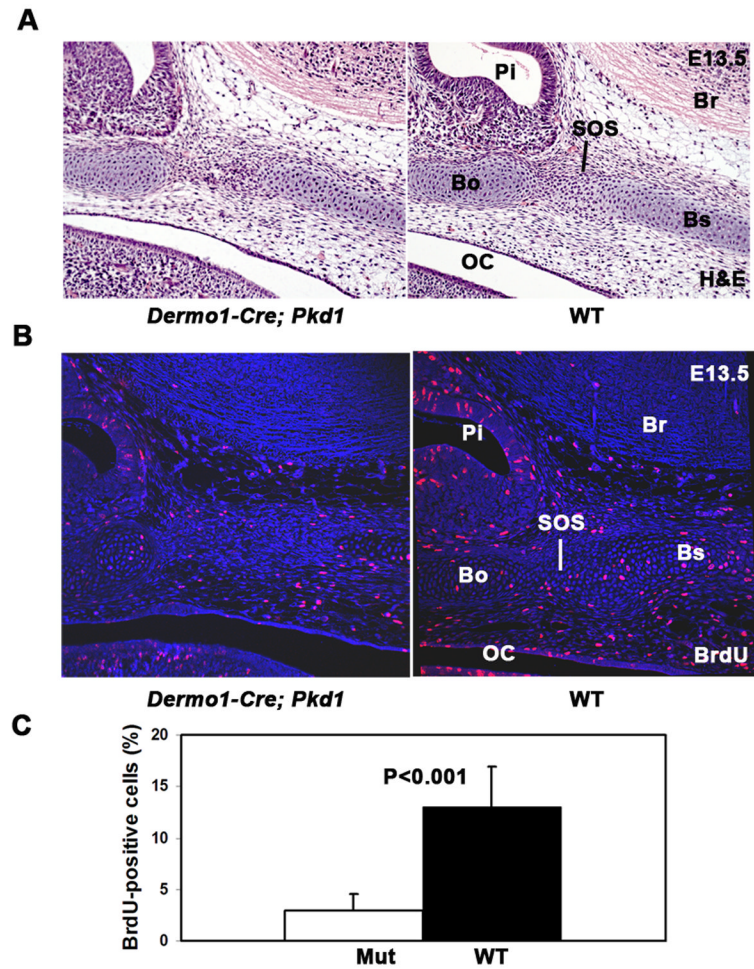 A
E13.5
Pi
Br
SOS
Bo
Bs
OC
H&E
Dermo1-Cre; Pkd1
WT
B
E13.5
Pi
Br
SOS
Bs
Bo
OC
BrdU
Dermo1-Cre; Pkd1
WT
C
BrdU-positive cells (%)
20
15
10
5
0
P<0.001
Mut
WT